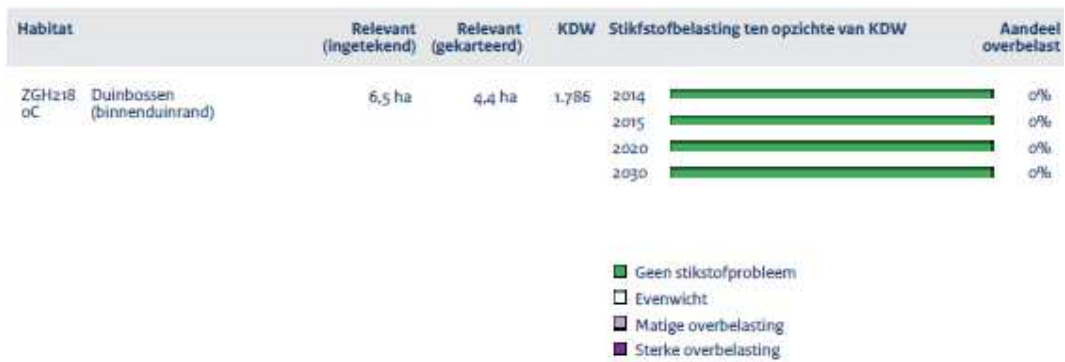 Habitat Relevant (ingetekend) Relevant (gekarteerd) KDW Stikfstofbelasting ten opzichte van KDW Aandeel overbelast
ZGH218 0C Duinbossen (binnenduinrand) 6,5 ha 4,4 ha 1.786 2014 0%
2015 0%
2020 0%
2030 0%
Geen stikstofprobleem
Evenwicht
Matige overbelasting
Sterke overbelasting